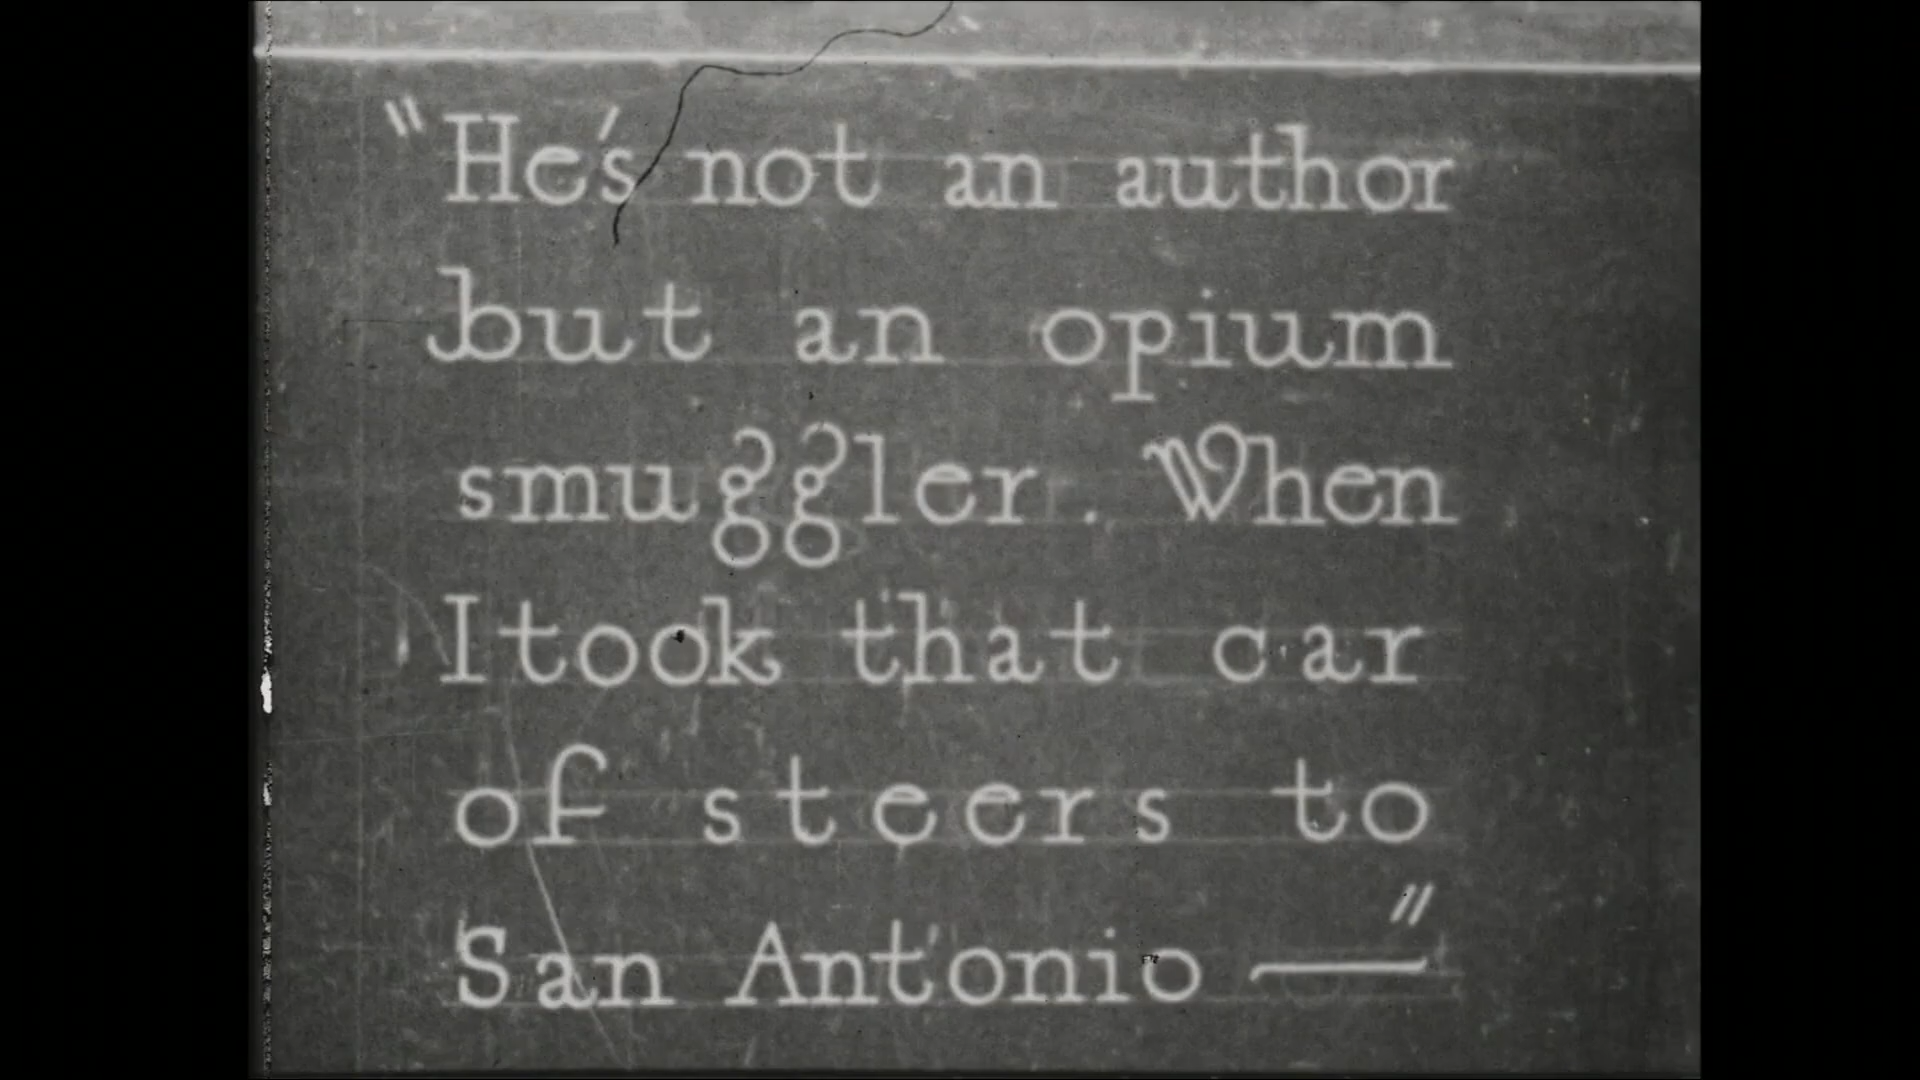 "He's not an author
but an opium
smuggler. When
I took that car
of steers to
San Antonio —"